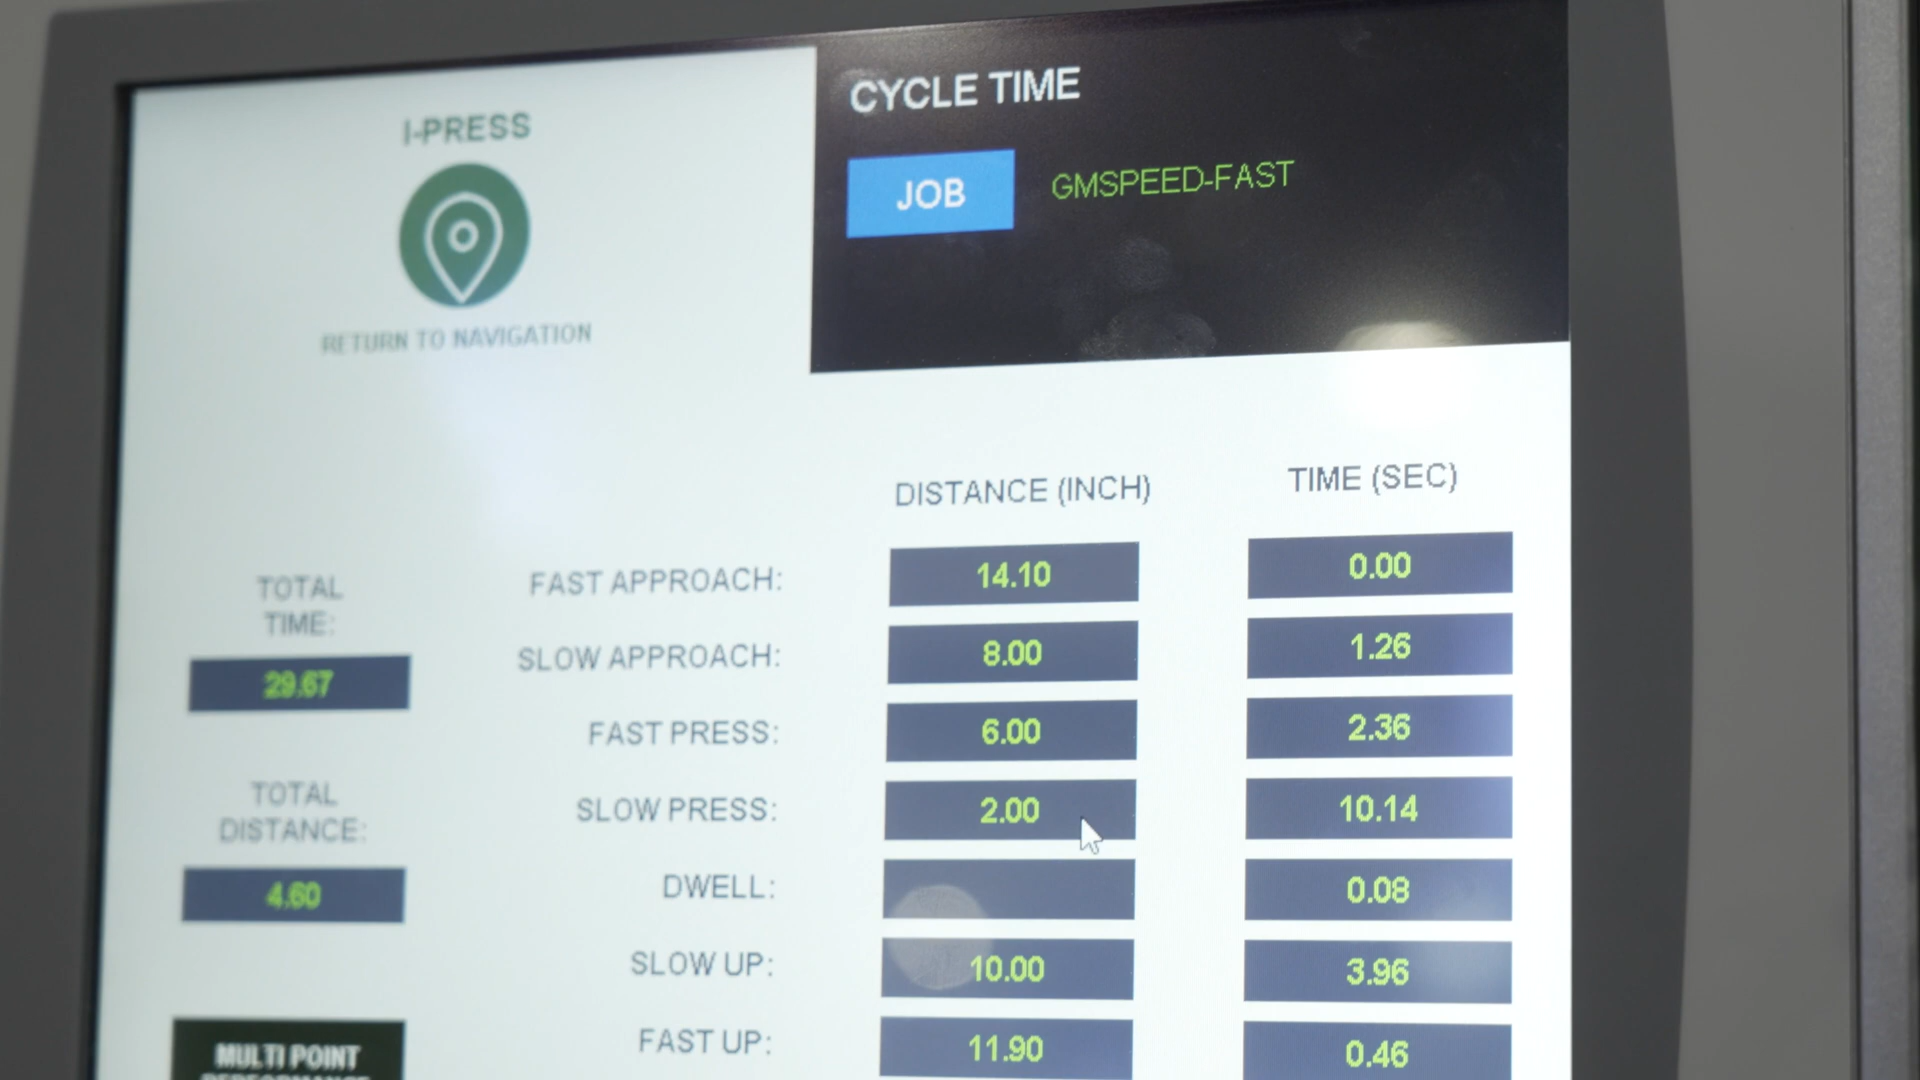 I-PRESS
RETURN TO NAVIGATION
CYCLE TIME
JOB GMSPEED-FAST
DISTANCE (INCH) TIME (SEC)
FAST APPROACH: 14.10 0.00
SLOW APPROACH: 8.00 1.26
FAST PRESS: 6.00 2.36
SLOW PRESS: 2.00 10.14
DWELL: 0.08
SLOW UP: 10.00 3.96
FAST UP: 11.90 0.46
TOTAL
TIME:
29.67
TOTAL
DISTANCE:
4.60
MULTI POINT